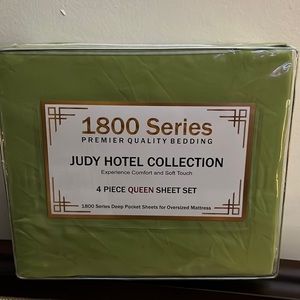 1800 Series
PREMIER QUALITY BEDDING
JUDY HOTEL COLLECTION
Experience Comfort and Soft Touch
4 PIECE QUEEN SHEET SET
1800 Series Deep Pocket Sheets for Oversized Mattress